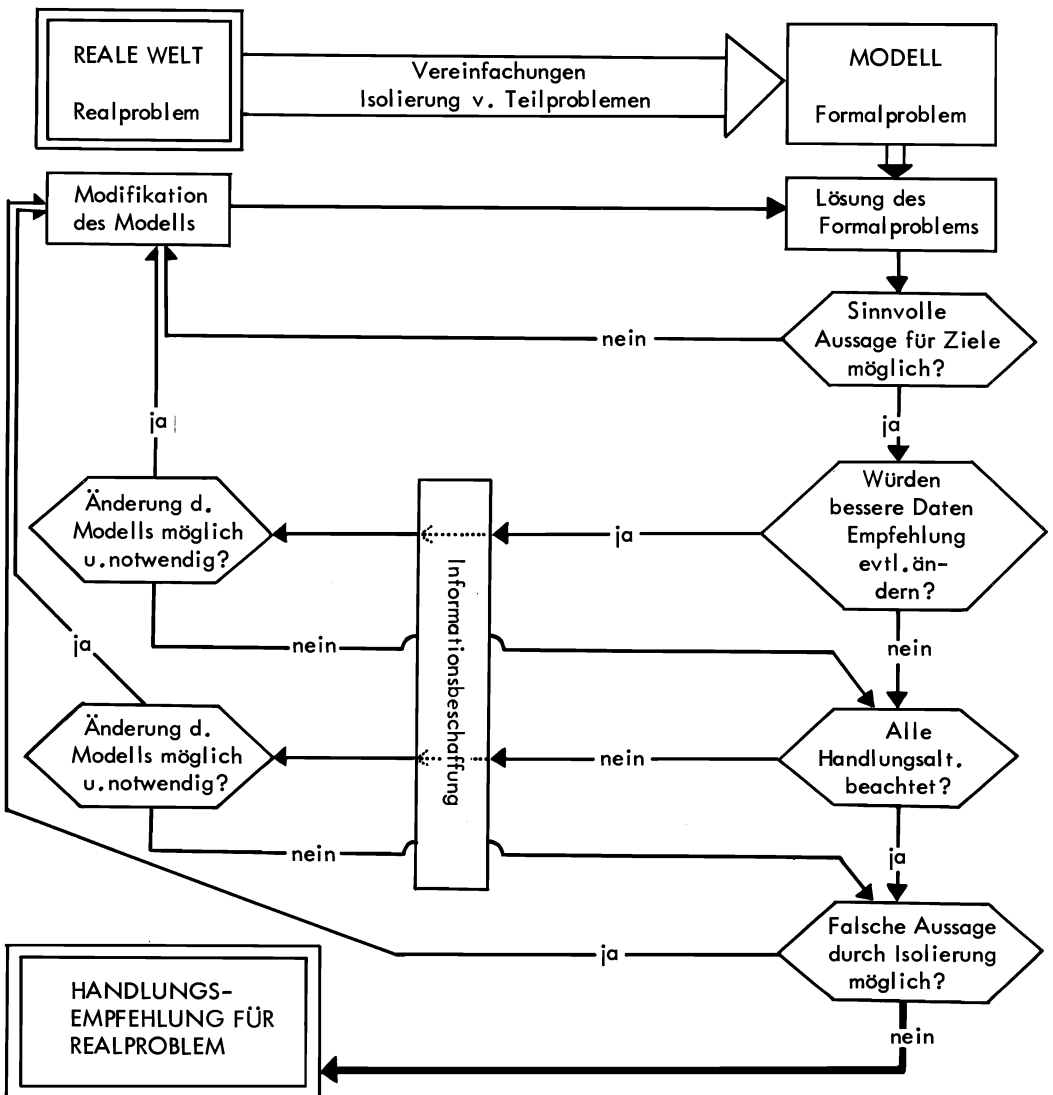 REALE WELT
Realproblem
Vereinfachungen
Isolierung v. Teilproblemen
MODELL
Formalproblem
Modifikation
des Modells
Lösung des
Formalproblems
Sinnvolle
Aussage für Ziele
möglich?
nein
ja
ja
Würden
bessere Daten
Empfehlung
evtl.än-
dern?
Änderung d.
Modells möglich
u.notwendig?
ja
Informationsbeschaffung
nein
nein
ja
Alle
Handlungsalt.
beachtet?
Änderung d.
Modells möglich
u.notwendig?
nein
nein
ja
Falsche Aussage
durch Isolierung
möglich?
ja
nein
HANDLUNGS-
EMPFEHLUNG FÜR
REALPROBLEM